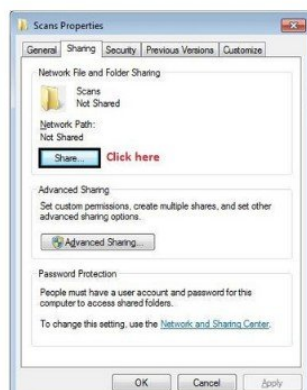 Scans Properties
General Sharing Security Previous Versions Customize
Network File and Folder Sharing
Scans
Not Shared
Network Path:
Not Shared
Share... Click here
Advanced Sharing
Set custom permissions, create multiple shares, and set other
advanced sharing options.
Advanced Sharing...
Password Protection
People must have a user account and password for this
computer to access shared folders.
To change this setting, use the Network and Sharing Center.
OK Cancel Apply